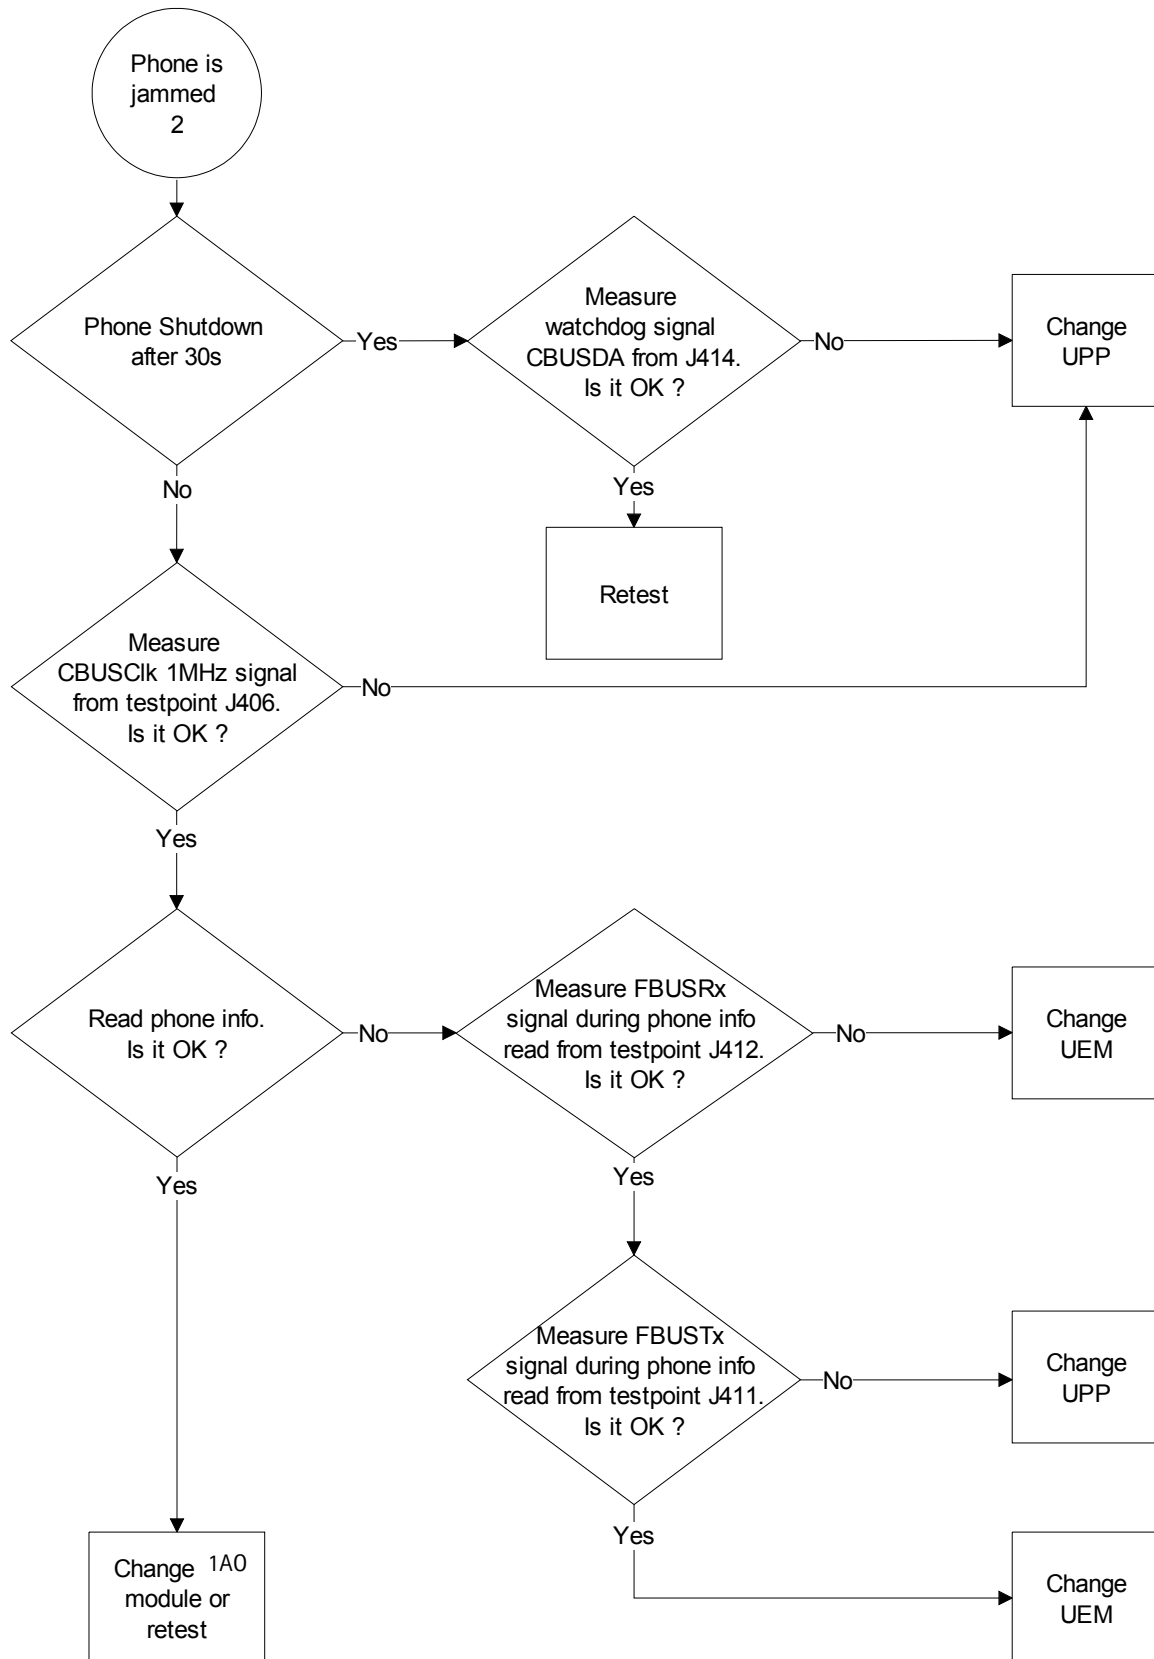 Phone is
jammed
2
Phone Shutdown
after 30s
Yes
Measure
watchdog signal
CBUSDA from J414.
Is it OK ?
No
Change
UPP
No
Yes
Retest
Measure
CBUSClk 1MHz signal
from testpoint J406.
Is it OK ?
No
Yes
Read phone info.
Is it OK ?
No
Measure FBUSRx
signal during phone info
read from testpoint J412.
Is it OK ?
No
Change
UEM
Yes
Yes
Measure FBUSTx
signal during phone info
read from testpoint J411.
Is it OK ?
No
Change
UPP
Yes
Change
UEM
Change 1A0
module or
retest